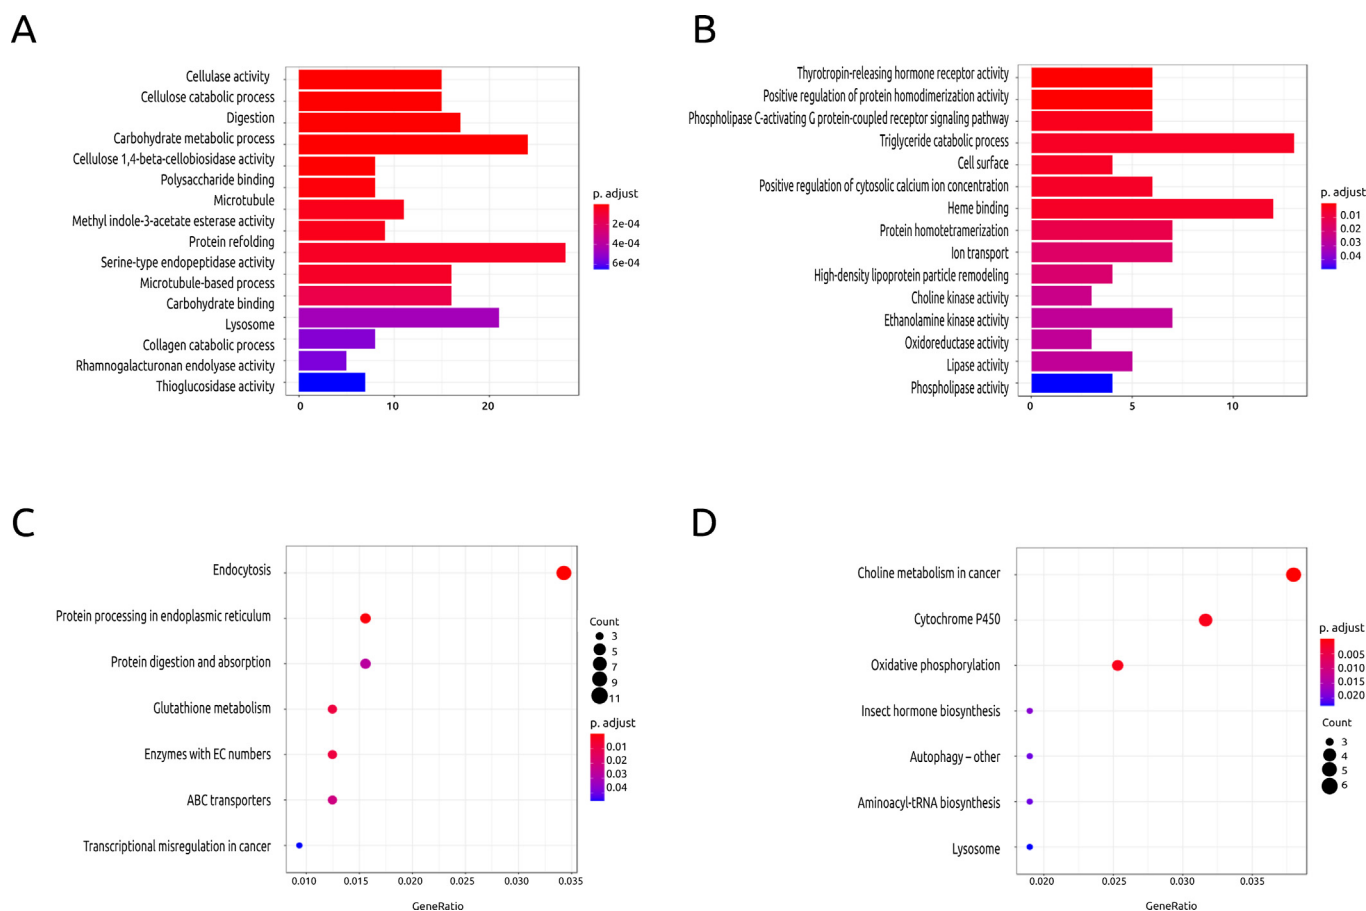 A
Cellulase activity
Cellulose catabolic process
Digestion
Carbohydrate metabolic process
Cellulose 1,4-beta-cellobiosidase activity
Polysaccharide binding
Microtubule
Methyl indole-3-acetate esterase activity
Protein refolding
Serine-type endopeptidase activity
Microtubule-based process
Carbohydrate binding
Lysosome
Collagen catabolic process
Rhamnogalacturonan endolyase activity
Thioglucosidase activity
0 10 20
p. adjust
2e-04
4e-04
6e-04
B
Thyrotropin-releasing hormone receptor activity
Positive regulation of protein homodimerization activity
Phospholipase C-activating G protein-coupled receptor signaling pathway
Triglyceride catabolic process
Cell surface
Positive regulation of cytosolic calcium ion concentration
Heme binding
Protein homotetramerization
Ion transport
High-density lipoprotein particle remodeling
Choline kinase activity
Ethanolamine kinase activity
Oxidoreductase activity
Lipase activity
Phospholipase activity
0 5 10
p. adjust
0.01
0.02
0.03
0.04
C
Endocytosis
Protein processing in endoplasmic reticulum
Protein digestion and absorption
Glutathione metabolism
Enzymes with EC numbers
ABC transporters
Transcriptional misregulation in cancer
0.010 0.015 0.020 0.025 0.030 0.035
GeneRatio
Count
3
5
7
9
11
p. adjust
0.01
0.02
0.03
0.04
D
Choline metabolism in cancer
Cytochrome P450
Oxidative phosphorylation
Insect hormone biosynthesis
Autophagy – other
Aminoacyl-tRNA biosynthesis
Lysosome
0.020 0.025 0.030 0.035
GeneRatio
p. adjust
0.005
0.010
0.015
0.020
Count
3
4
5
6